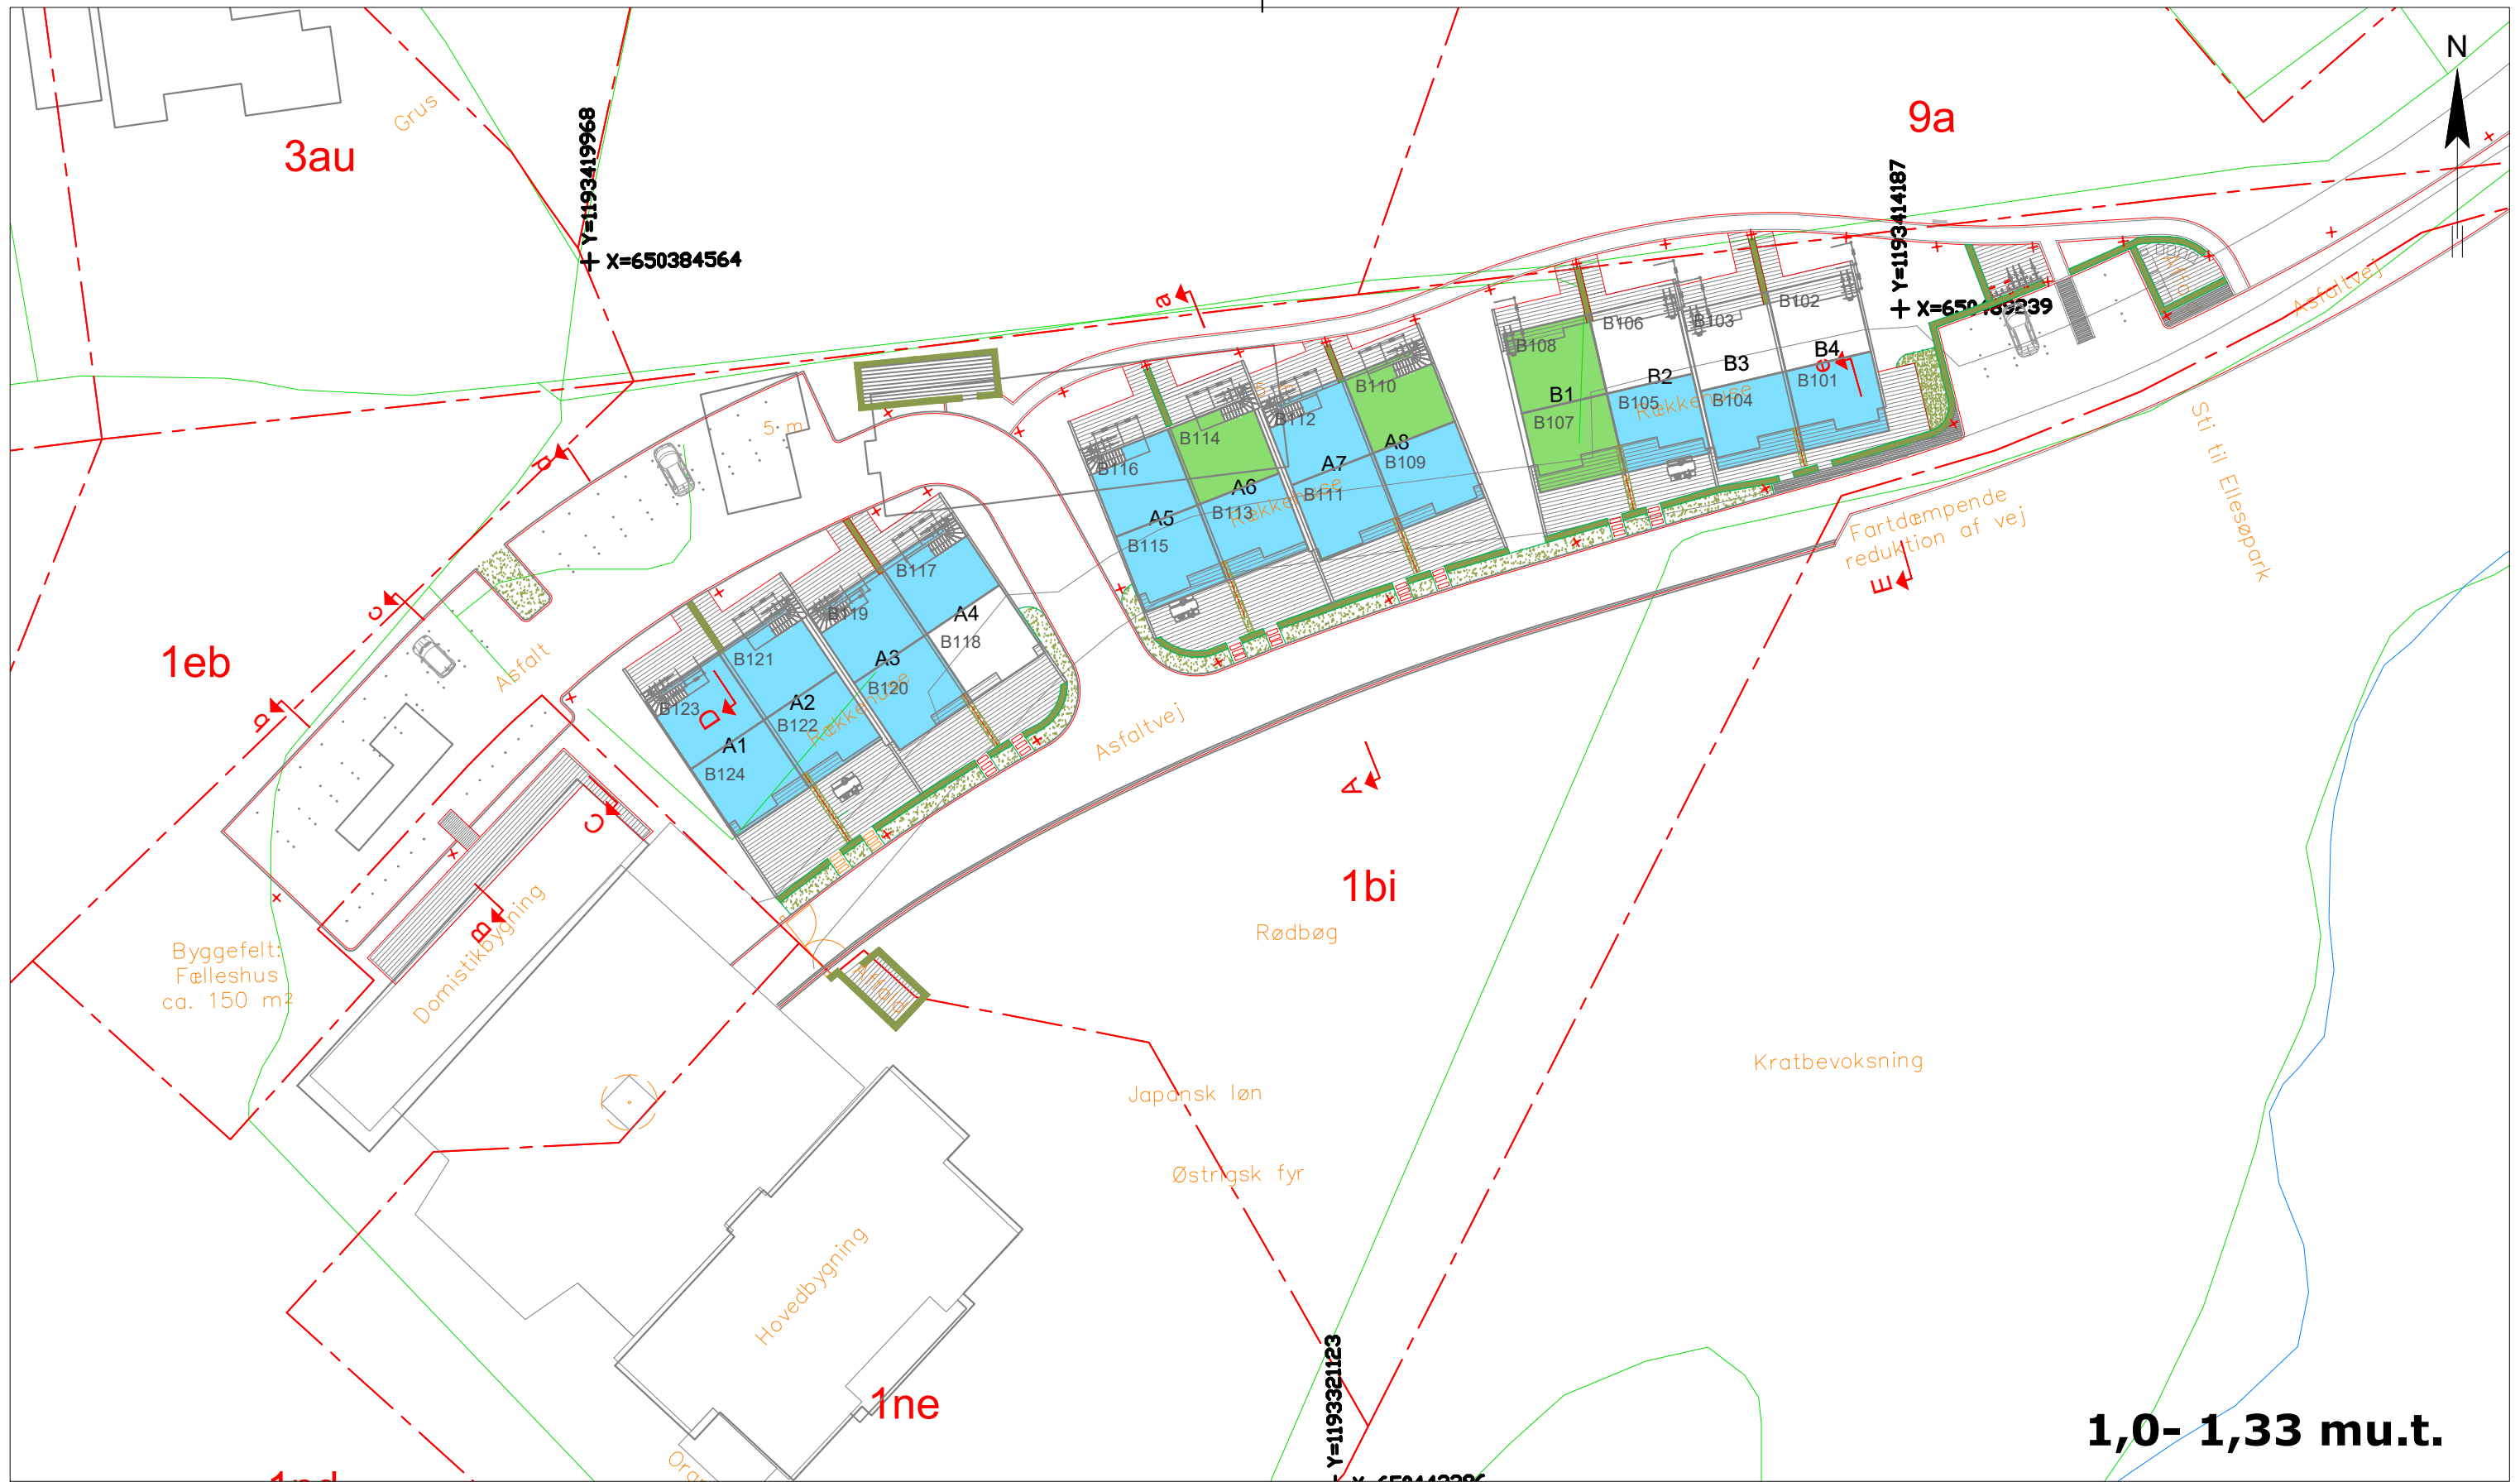 N
9a
3au
Grus
Y=1193419968
X=650384564
Y=1193414187
a
Asfaltvej
B102
B106
B103
B108
B4
e
B101
B3
B2
B1
B105
B104
Rækkehuse
B107
B110
B112
B114
B116
5 m
A8
B109
A7
A6
B111
A5
B113
Rækkehuse
B115
Sti til Ellesøpark
Fartdæmpende
reduktion af vej
E
B117
B119
A4
B118
1eb
Asfalt
c
B121
A3
B120
B123
D
A2
B122
Rækkehuse
A1
B124
Asfaltvej
A
C
1bi
B
Rødbøg
Byggefelt:
Fælleshus
ca. 150 m²
Domistikbygning
Affald
Kratbevoksning
Japansk løn
Østrigsk fyr
Hovedbygning
1ne
Y=1193321123
1,0- 1,33 mu.t.